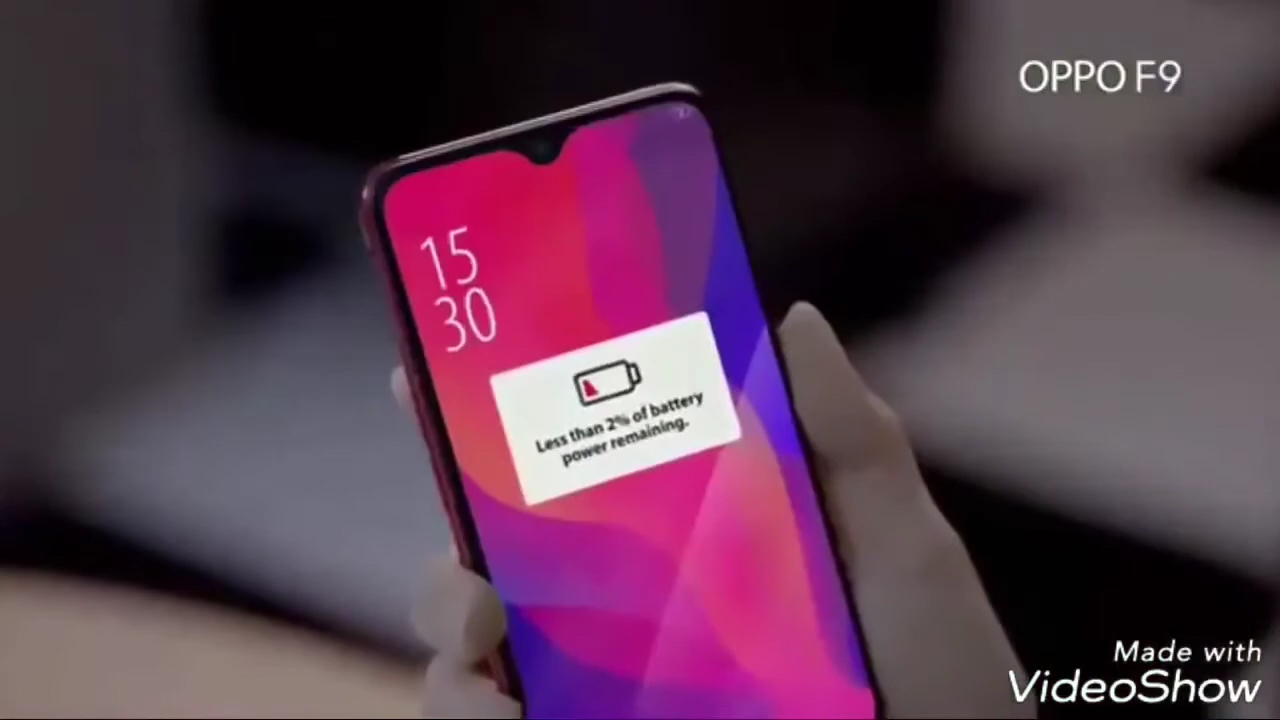 OPPO F9
15
30
Less than 2% of battery
power remaining.
Made with
VideoShow